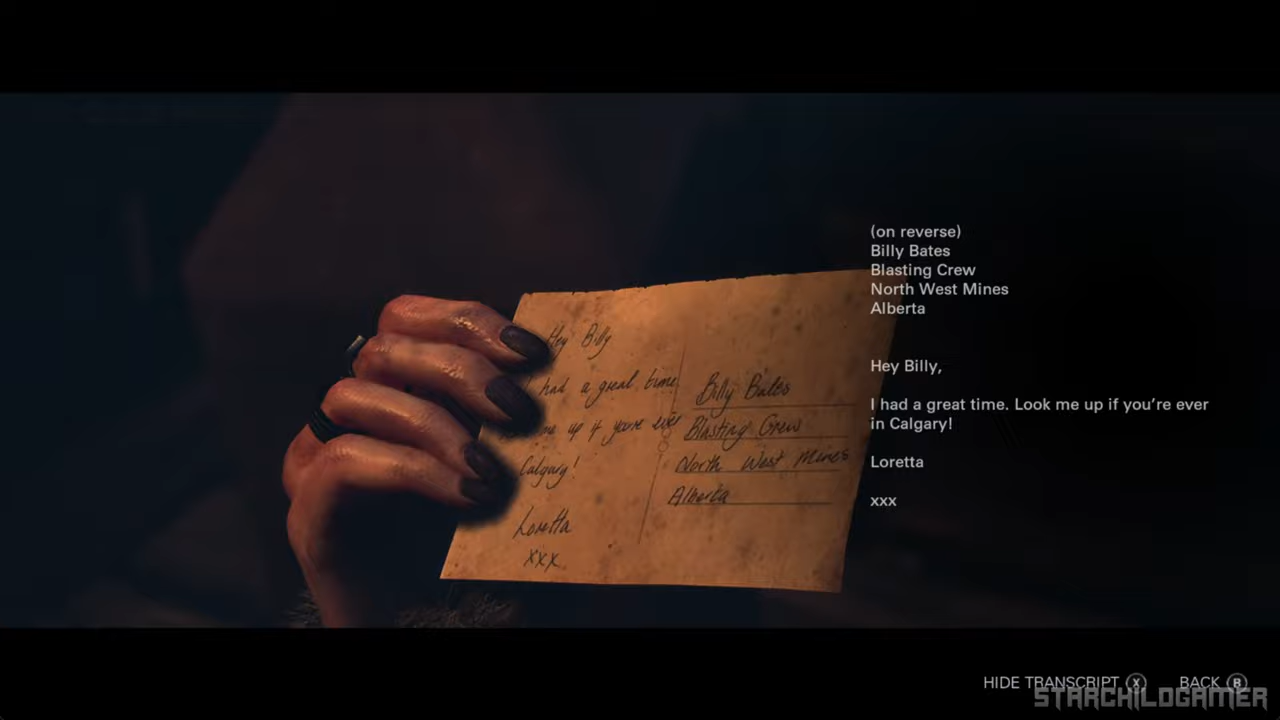 Hey Billy
had a great time
me up if you're ever
Calgary!
Loretta
xxx
Billy Bates
Blasting Crew
North West Mines
Alberta
(on reverse)
Billy Bates
Blasting Crew
North West Mines
Alberta
Hey Billy,
I had a great time. Look me up if you're ever
in Calgary!
Loretta
xxx
HIDE TRANSCRIPT X
BACK B
STARCHILDGAMER